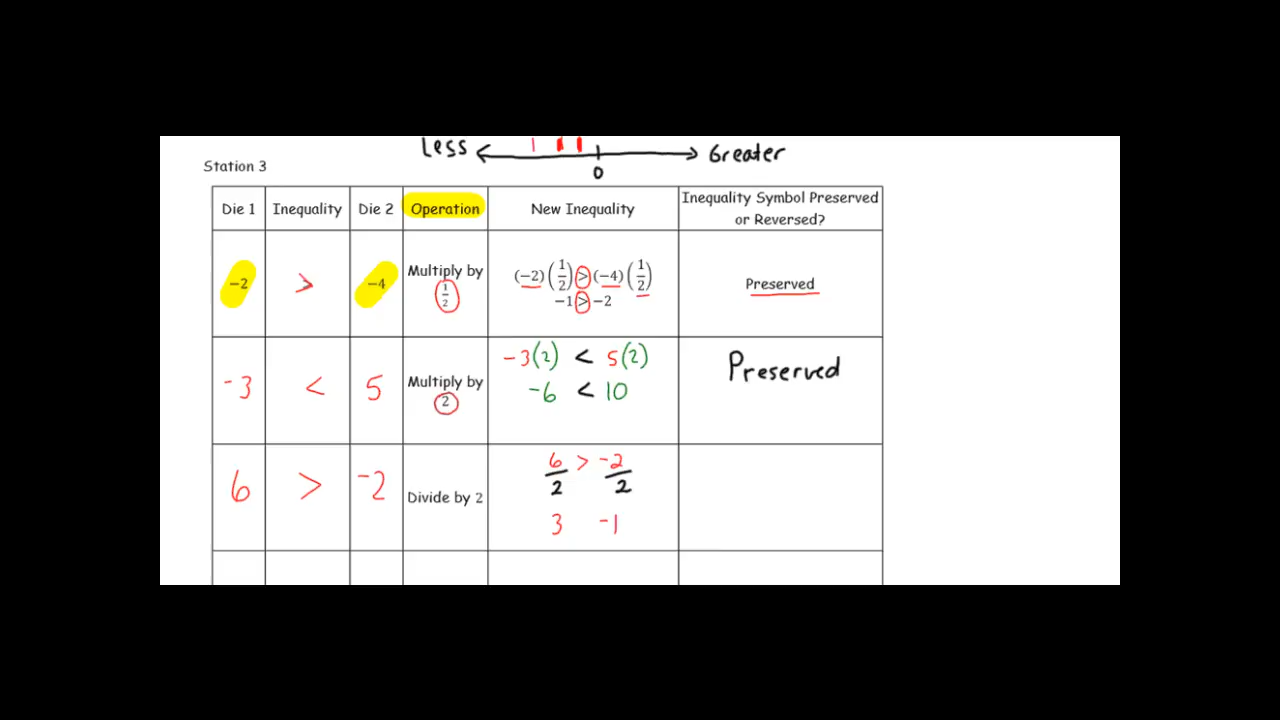 Less Greater
0
Station 3
Die 1 Inequality Die 2 Operation New Inequality Inequality Symbol Preserved or Reversed?
-2 > -4 Multiply by 1/2 (-2)(1/2) > (-4)(1/2) Preserved
-1 > -2
-3 < 5 Multiply by 2 -3(2) < 5(2) Preserved
-6 < 10
6 > -2 Divide by 2 6/2 > -2/2
3 -1